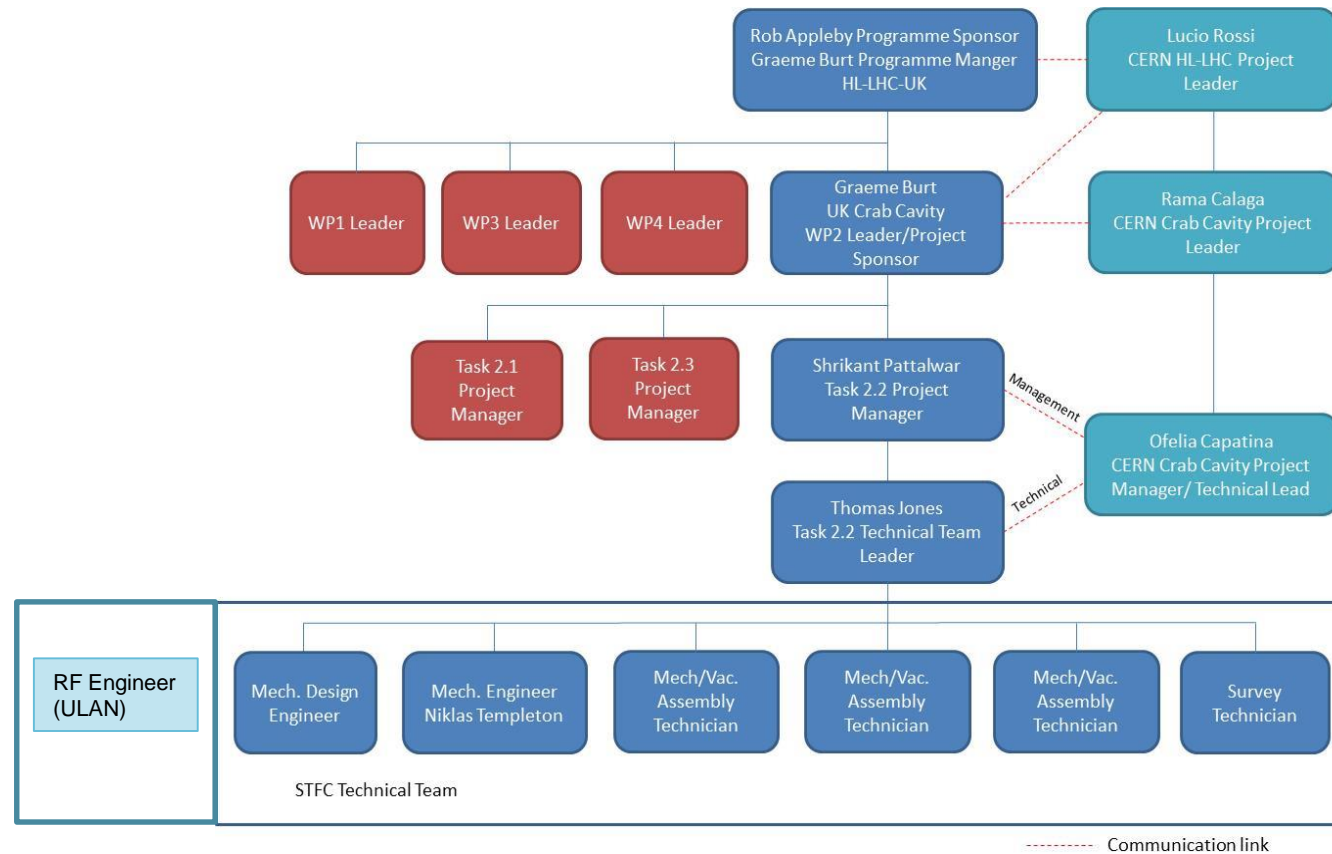 Rob Appleby Programme Sponsor
Graeme Burt Programme Manger
HL-LHC-UK
Lucio Rossi
CERN HL-LHC Project
Leader
WP1 Leader
WP3 Leader
WP4 Leader
Graeme Burt
UK Crab Cavity
WP2 Leader/Project
Sponsor
Rama Calaga
CERN Crab Cavity Project
Leader
Task 2.1
Project
Manager
Task 2.3
Project
Manager
Shrikant Pattalwar
Task 2.2 Project
Manager
Management
Ofelia Capatina
CERN Crab Cavity Project
Manager/ Technical Lead
Technical
Thomas Jones
Task 2.2 Technical Team
Leader
RF Engineer
(ULAN)
Mech. Design
Engineer
Mech. Engineer
Niklas Templeton
Mech/Vac.
Assembly
Technician
Mech/Vac.
Assembly
Technician
Mech/Vac.
Assembly
Technician
Survey
Technician
STFC Technical Team
Communication link